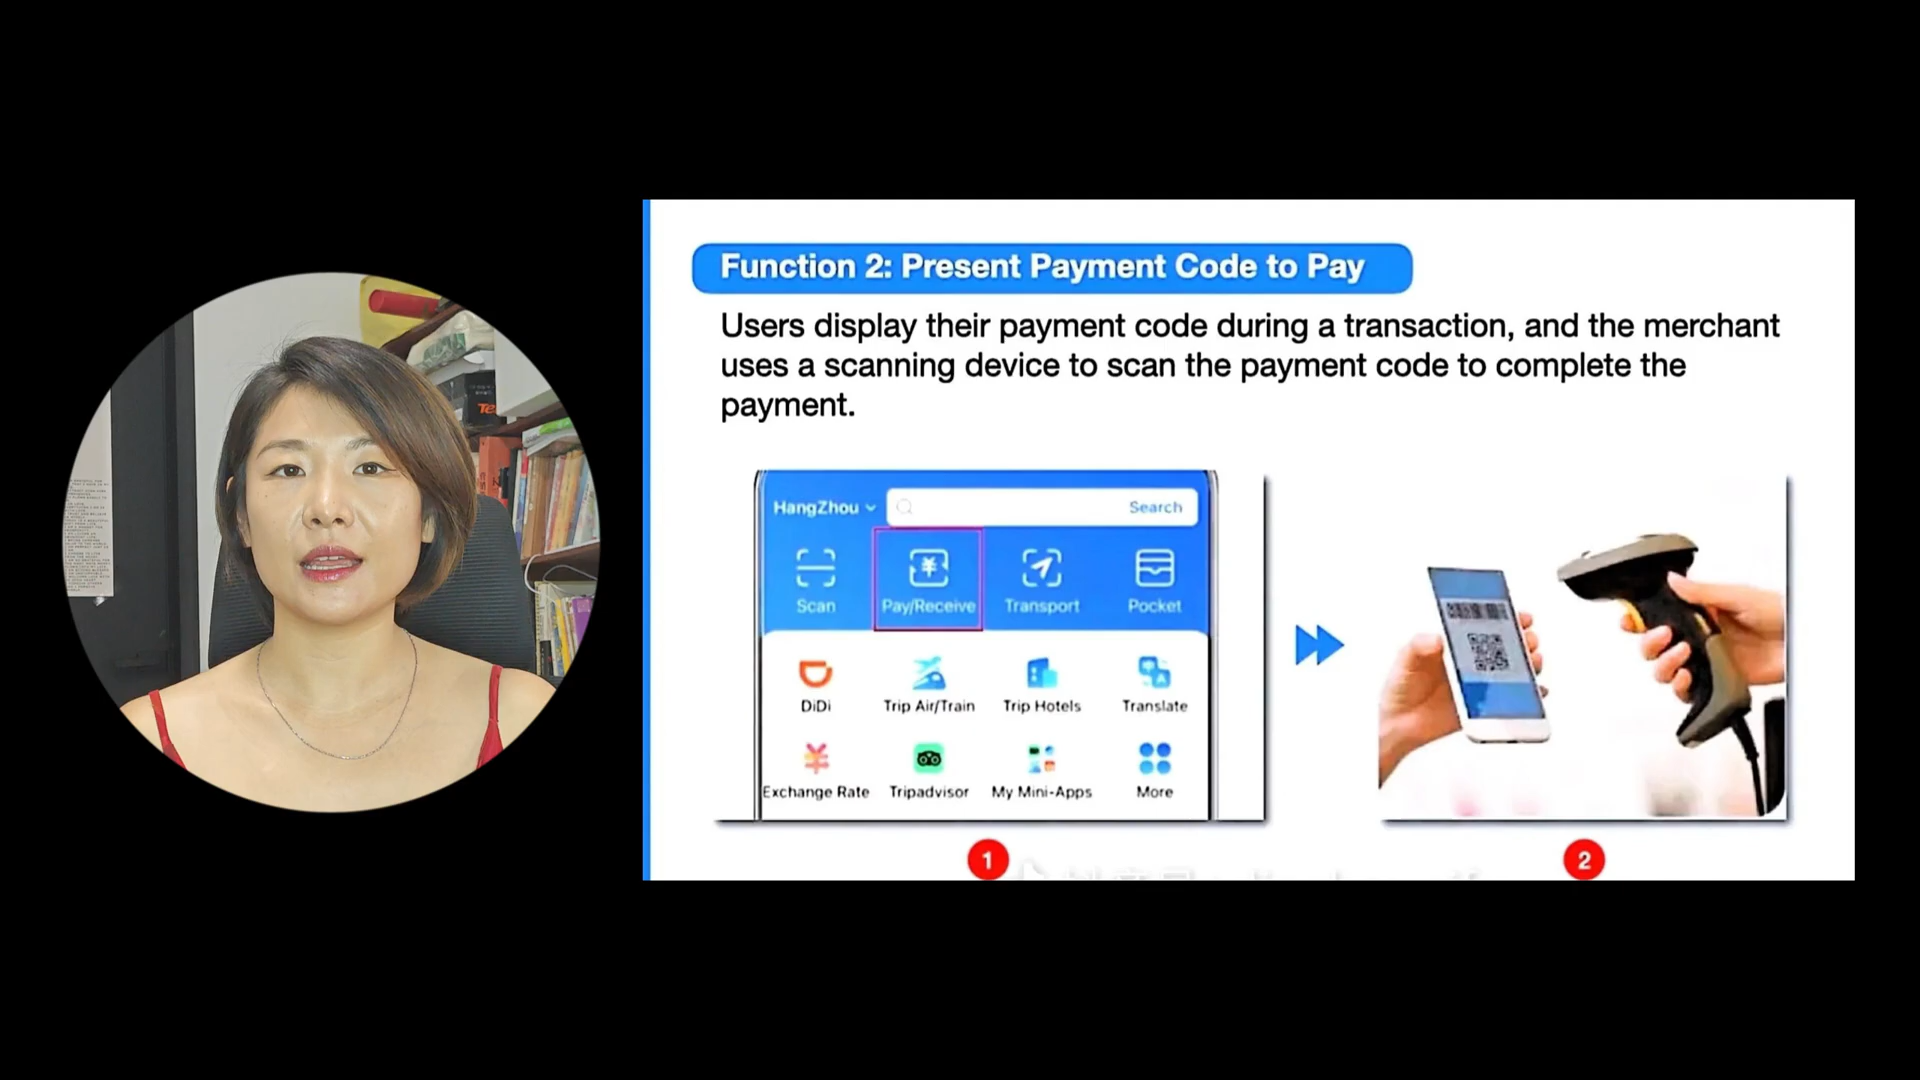 Function 2: Present Payment Code to Pay
Users display their payment code during a transaction, and the merchant
uses a scanning device to scan the payment code to complete the
payment.
HangZhou
Search
Scan
Pay/Receive
Transport
Pocket
DiDi
Trip Air/Train
Trip Hotels
Translate
Exchange Rate
Tripadvisor
My Mini-Apps
More
1
2